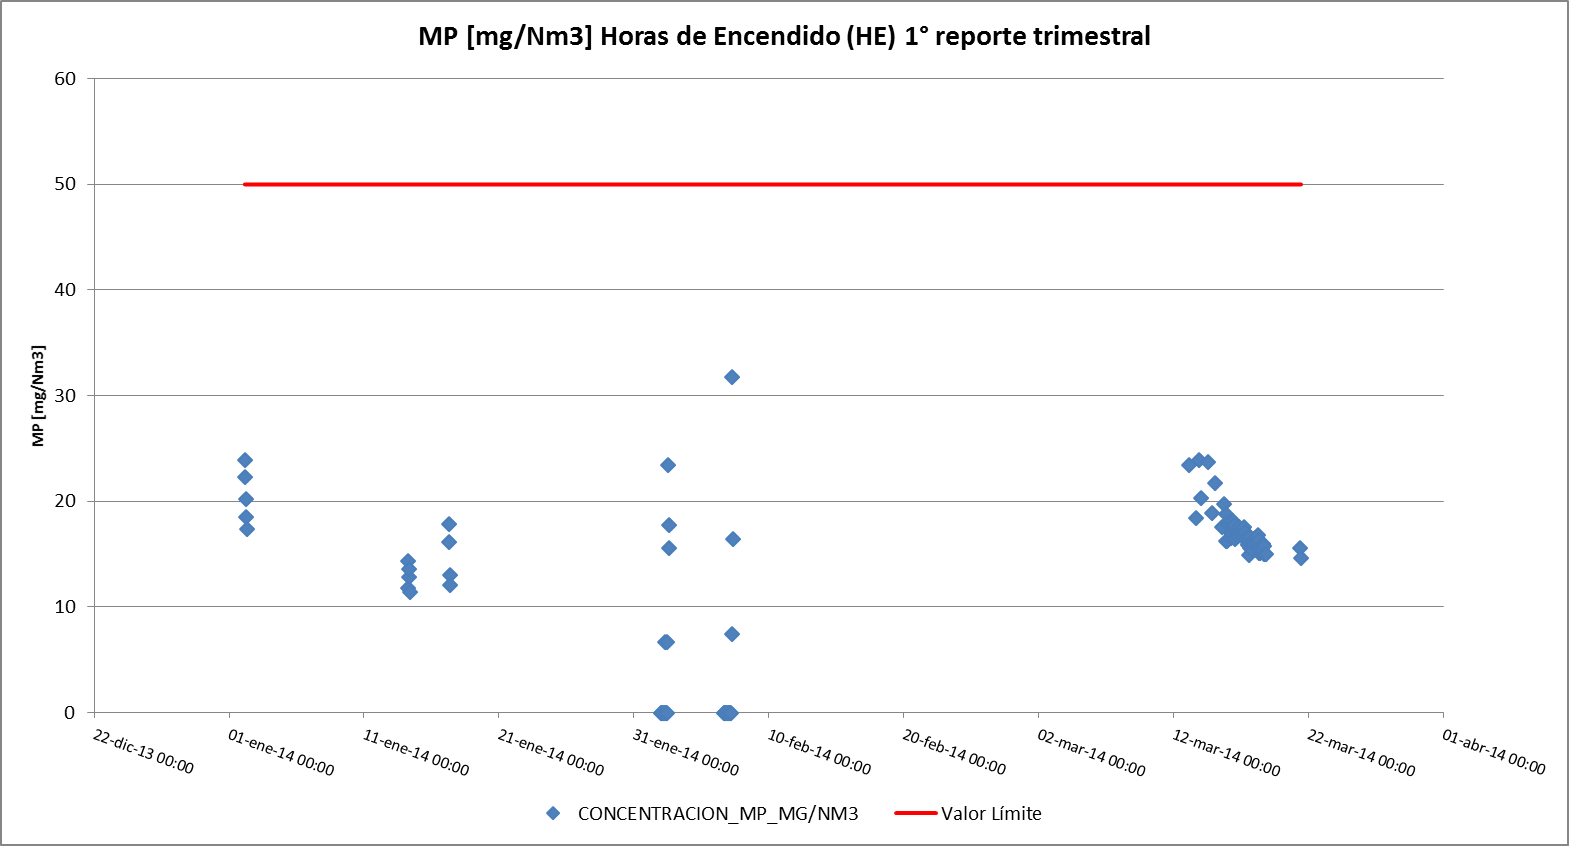 MP [mg/Nm3] Horas de Encendido (HE) 1° reporte trimestral
60
50
40
30
20
10
0
MP [mg/Nm3]
22-dic-13 00:00
01-ene-14 00:00
11-ene-14 00:00
21-ene-14 00:00
31-ene-14 00:00
10-feb-14 00:00
20-feb-14 00:00
02-mar-14 00:00
12-mar-14 00:00
22-mar-14 00:00
01-abr-14 00:00
CONCENTRACION_MP_MG/NM3
Valor Límite